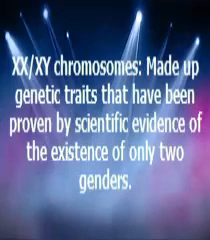 XX/XY chromosomes: Made up
genetic traits that have been
proven by scientific evidence of
the existence of only two
genders.